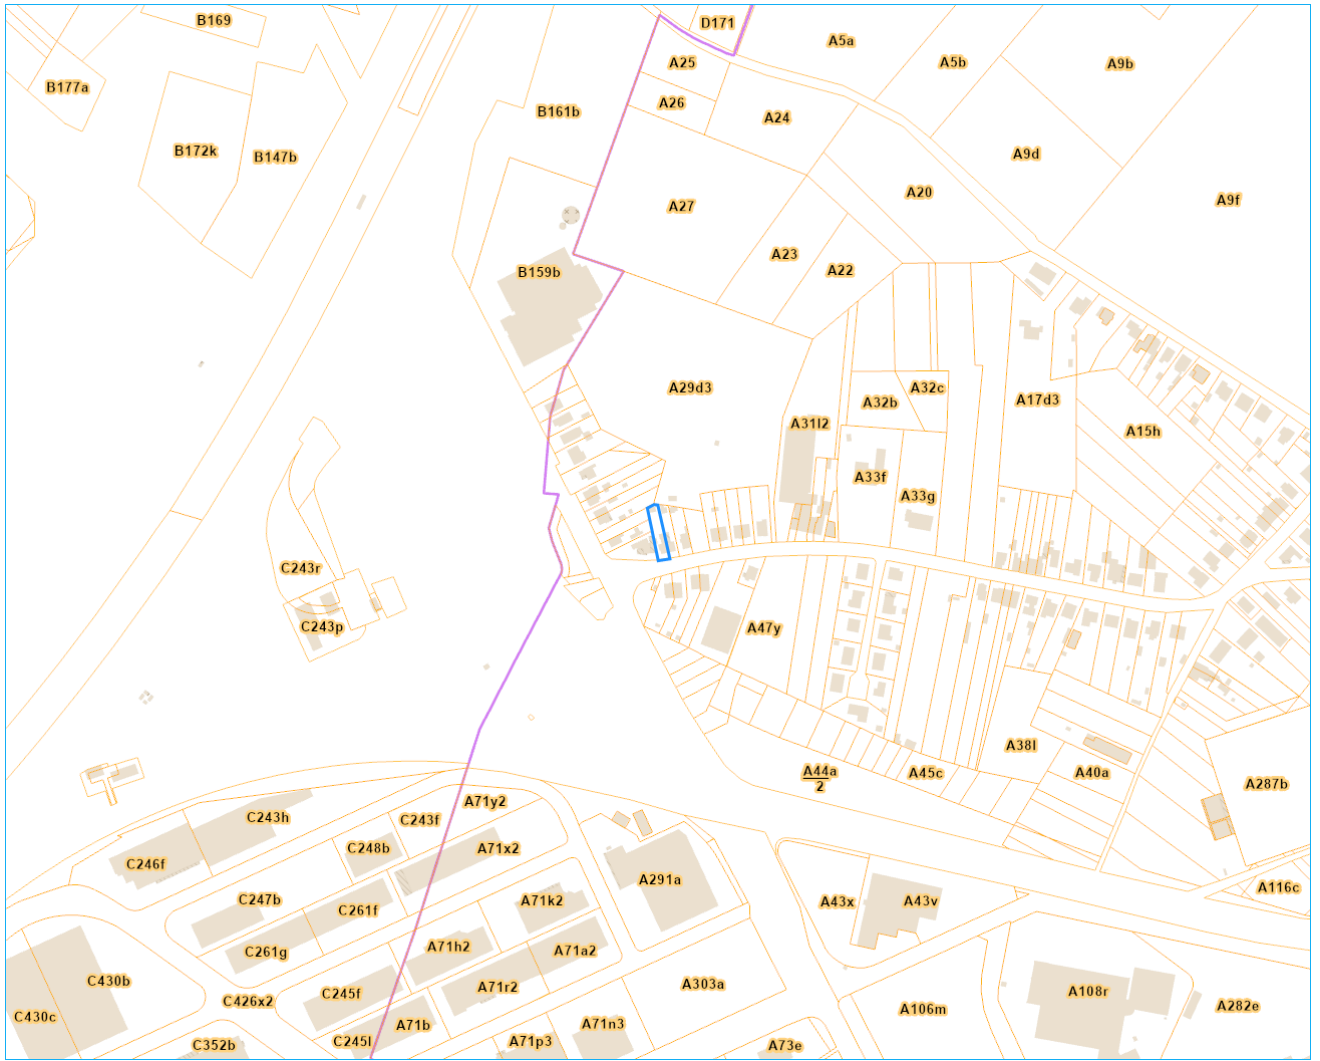 B169
D171
A5a
A5b
A9b
A25
B177a
A26
B161b
A24
B172k
B147b
A9d
A20
A9f
A27
A23
A22
B159b
A29d3
A32b
A32c
A17d3
A31l2
A15h
A33f
A33g
C243r
C243p
A47y
A38l
A44a
2
A45c
A40a
A287b
A71y2
C243h
C243f
C248b
A71x2
C246f
A291a
C247b
C261f
A71k2
A43x
A43v
A116c
C261g
A71h2
A71a2
C430b
C245f
A71r2
A303a
A108r
C426x2
A106m
A282e
C430c
A71b
A71n3
C245l
A71p3
C352b
A73e